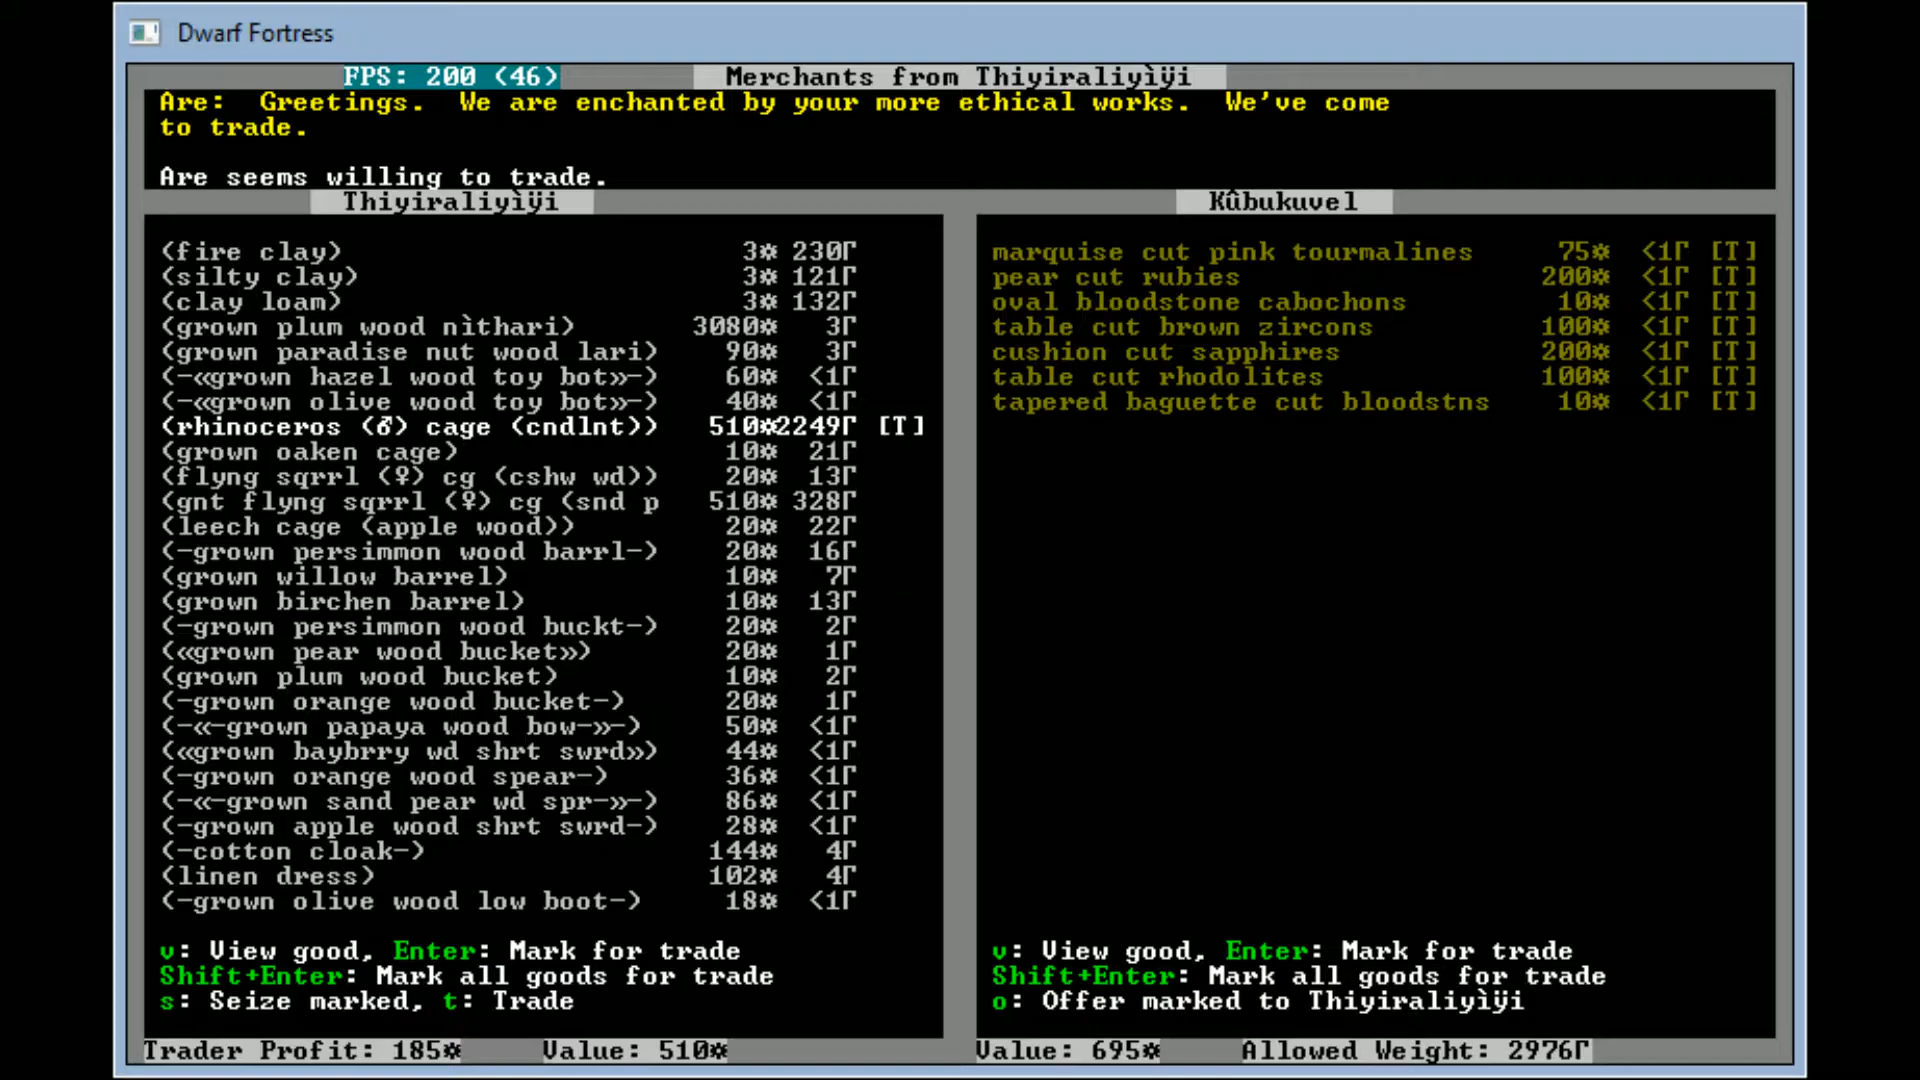 Dwarf Fortress
FPS: 200 (46)
Merchants from Thiyiraliyìÿi
Are: Greetings. We are enchanted by your more ethical works. We've come
to trade.
Are seems willing to trade.
Thiyiraliyìÿi
(fire clay) 3☼ 230Γ
(silty clay) 3☼ 121Γ
(clay loam) 3☼ 132Γ
(grown plum wood nìthari) 3080☼ 3Γ
(grown paradise nut wood lari) 90☼ 3Γ
(-«grown hazel wood toy bot»-) 60☼ <1Γ
(-«grown olive wood toy bot»-) 40☼ <1Γ
(rhinoceros (♂) cage (cndlnt)) 510☼2249Γ [T]
(grown oaken cage) 10☼ 21Γ
(flyng sqrrl (♀) cg (cshw wd)) 20☼ 13Γ
(gnt flyng sqrrl (♀) cg (snd p 510☼ 328Γ
(leech cage (apple wood)) 20☼ 22Γ
(-grown persimmon wood barrl-) 20☼ 16Γ
(grown willow barrel) 10☼ 7Γ
(grown birchen barrel) 10☼ 13Γ
(-grown persimmon wood buckt-) 20☼ 2Γ
(«grown pear wood bucket») 20☼ 1Γ
(grown plum wood bucket) 10☼ 2Γ
(-grown orange wood bucket-) 20☼ 1Γ
(-«-grown papaya wood bow-»-) 50☼ <1Γ
(«grown baybrry wd shrt swrd») 44☼ <1Γ
(-grown orange wood spear-) 36☼ <1Γ
(-«-grown sand pear wd spr-»-) 86☼ <1Γ
(-grown apple wood shrt swrd-) 28☼ <1Γ
(-cotton cloak-) 144☼ 4Γ
(linen dress) 102☼ 4Γ
(-grown olive wood low boot-) 18☼ <1Γ
v: View good, Enter: Mark for trade
Shift+Enter: Mark all goods for trade
s: Seize marked, t: Trade
Trader Profit: 185☼ Value: 510☼
Kûbukuvel
marquise cut pink tourmalines 75☼ <1Γ [T]
pear cut rubies 200☼ <1Γ [T]
oval bloodstone cabochons 10☼ <1Γ [T]
table cut brown zircons 100☼ <1Γ [T]
cushion cut sapphires 200☼ <1Γ [T]
table cut rhodolites 100☼ <1Γ [T]
tapered baguette cut bloodstns 10☼ <1Γ [T]
v: View good, Enter: Mark for trade
Shift+Enter: Mark all goods for trade
o: Offer marked to Thiyiraliyìÿi
Value: 695☼ Allowed Weight: 2976Γ